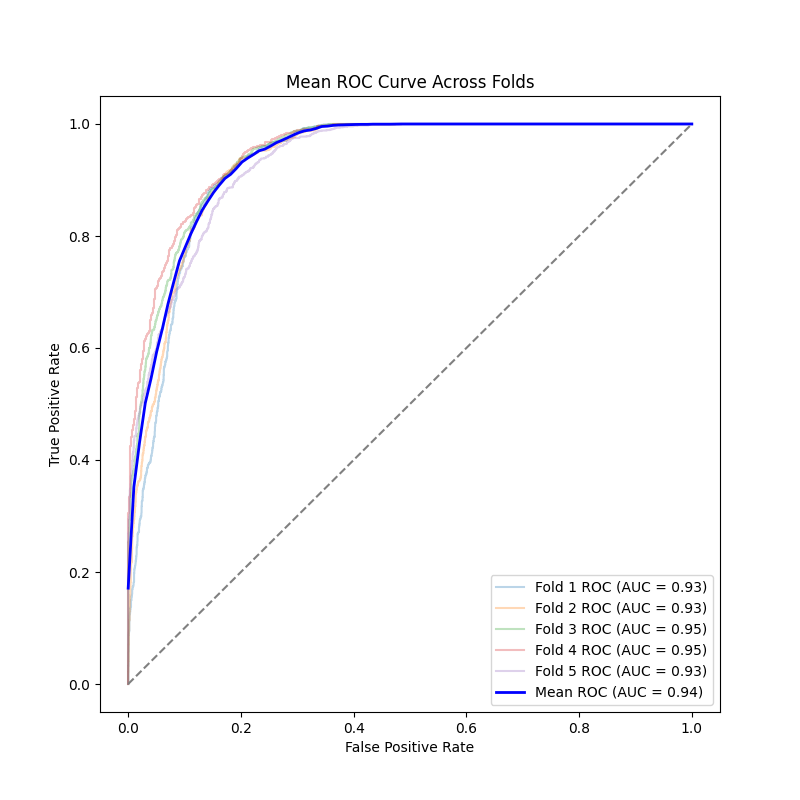 Mean ROC Curve Across Folds
True Positive Rate
1.0
0.8
0.6
0.4
0.2
0.0
0.0 0.2 0.4 0.6 0.8 1.0
False Positive Rate
Fold 1 ROC (AUC = 0.93)
Fold 2 ROC (AUC = 0.93)
Fold 3 ROC (AUC = 0.95)
Fold 4 ROC (AUC = 0.95)
Fold 5 ROC (AUC = 0.93)
Mean ROC (AUC = 0.94)